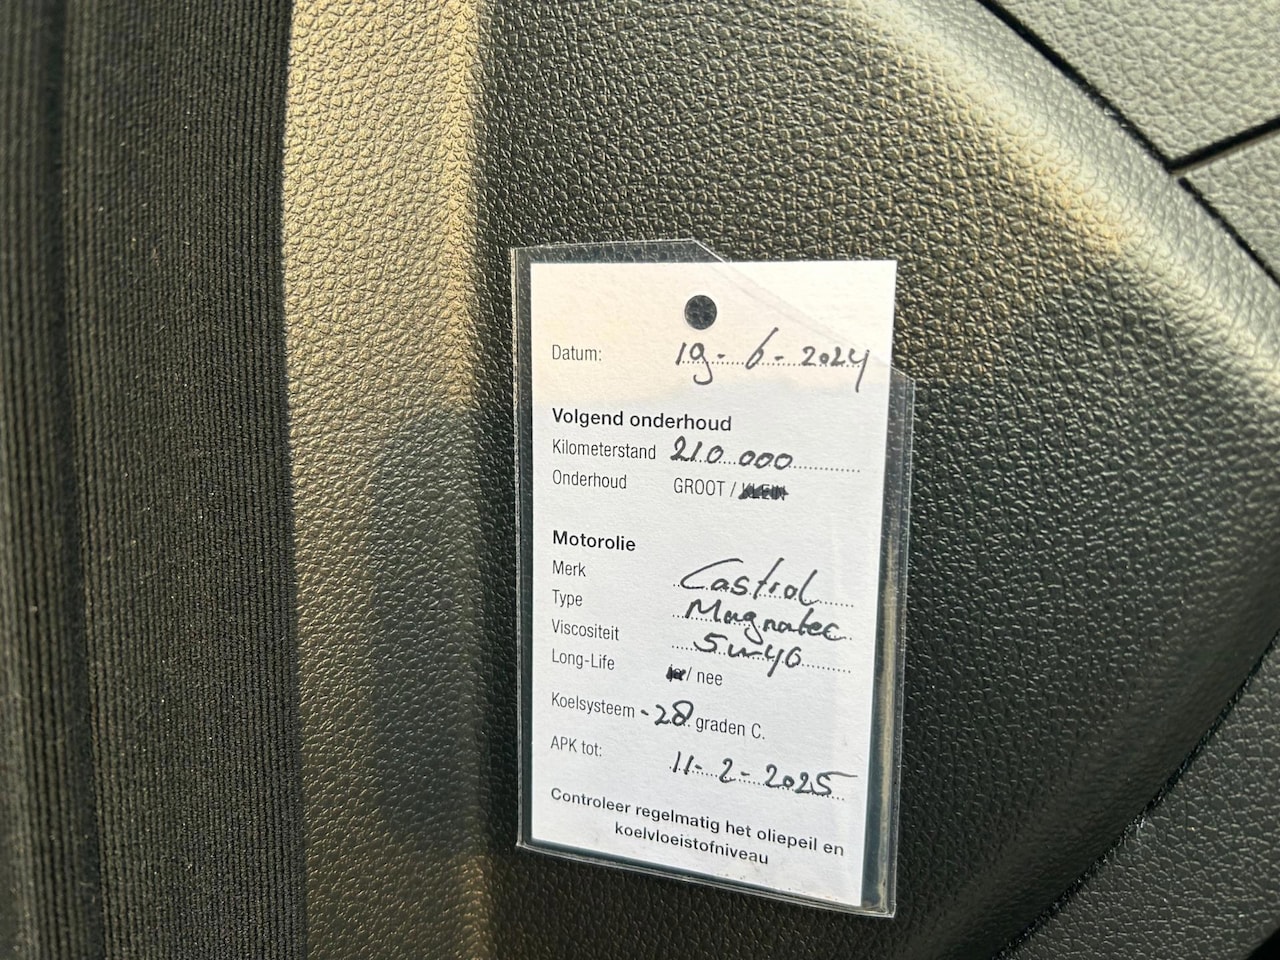 Datum: 19-6-2024
Volgend onderhoud
Kilometerstand 210.000
Onderhoud GROOT / KLEIN
Motorolie
Merk Castrol
Type Magnatec
Viscositeit 5w40
Long-Life ja / nee
Koelsysteem -28 graden C.
APK tot: 11-2-2025
Controleer regelmatig het oliepeil en
koelvloeistofniveau